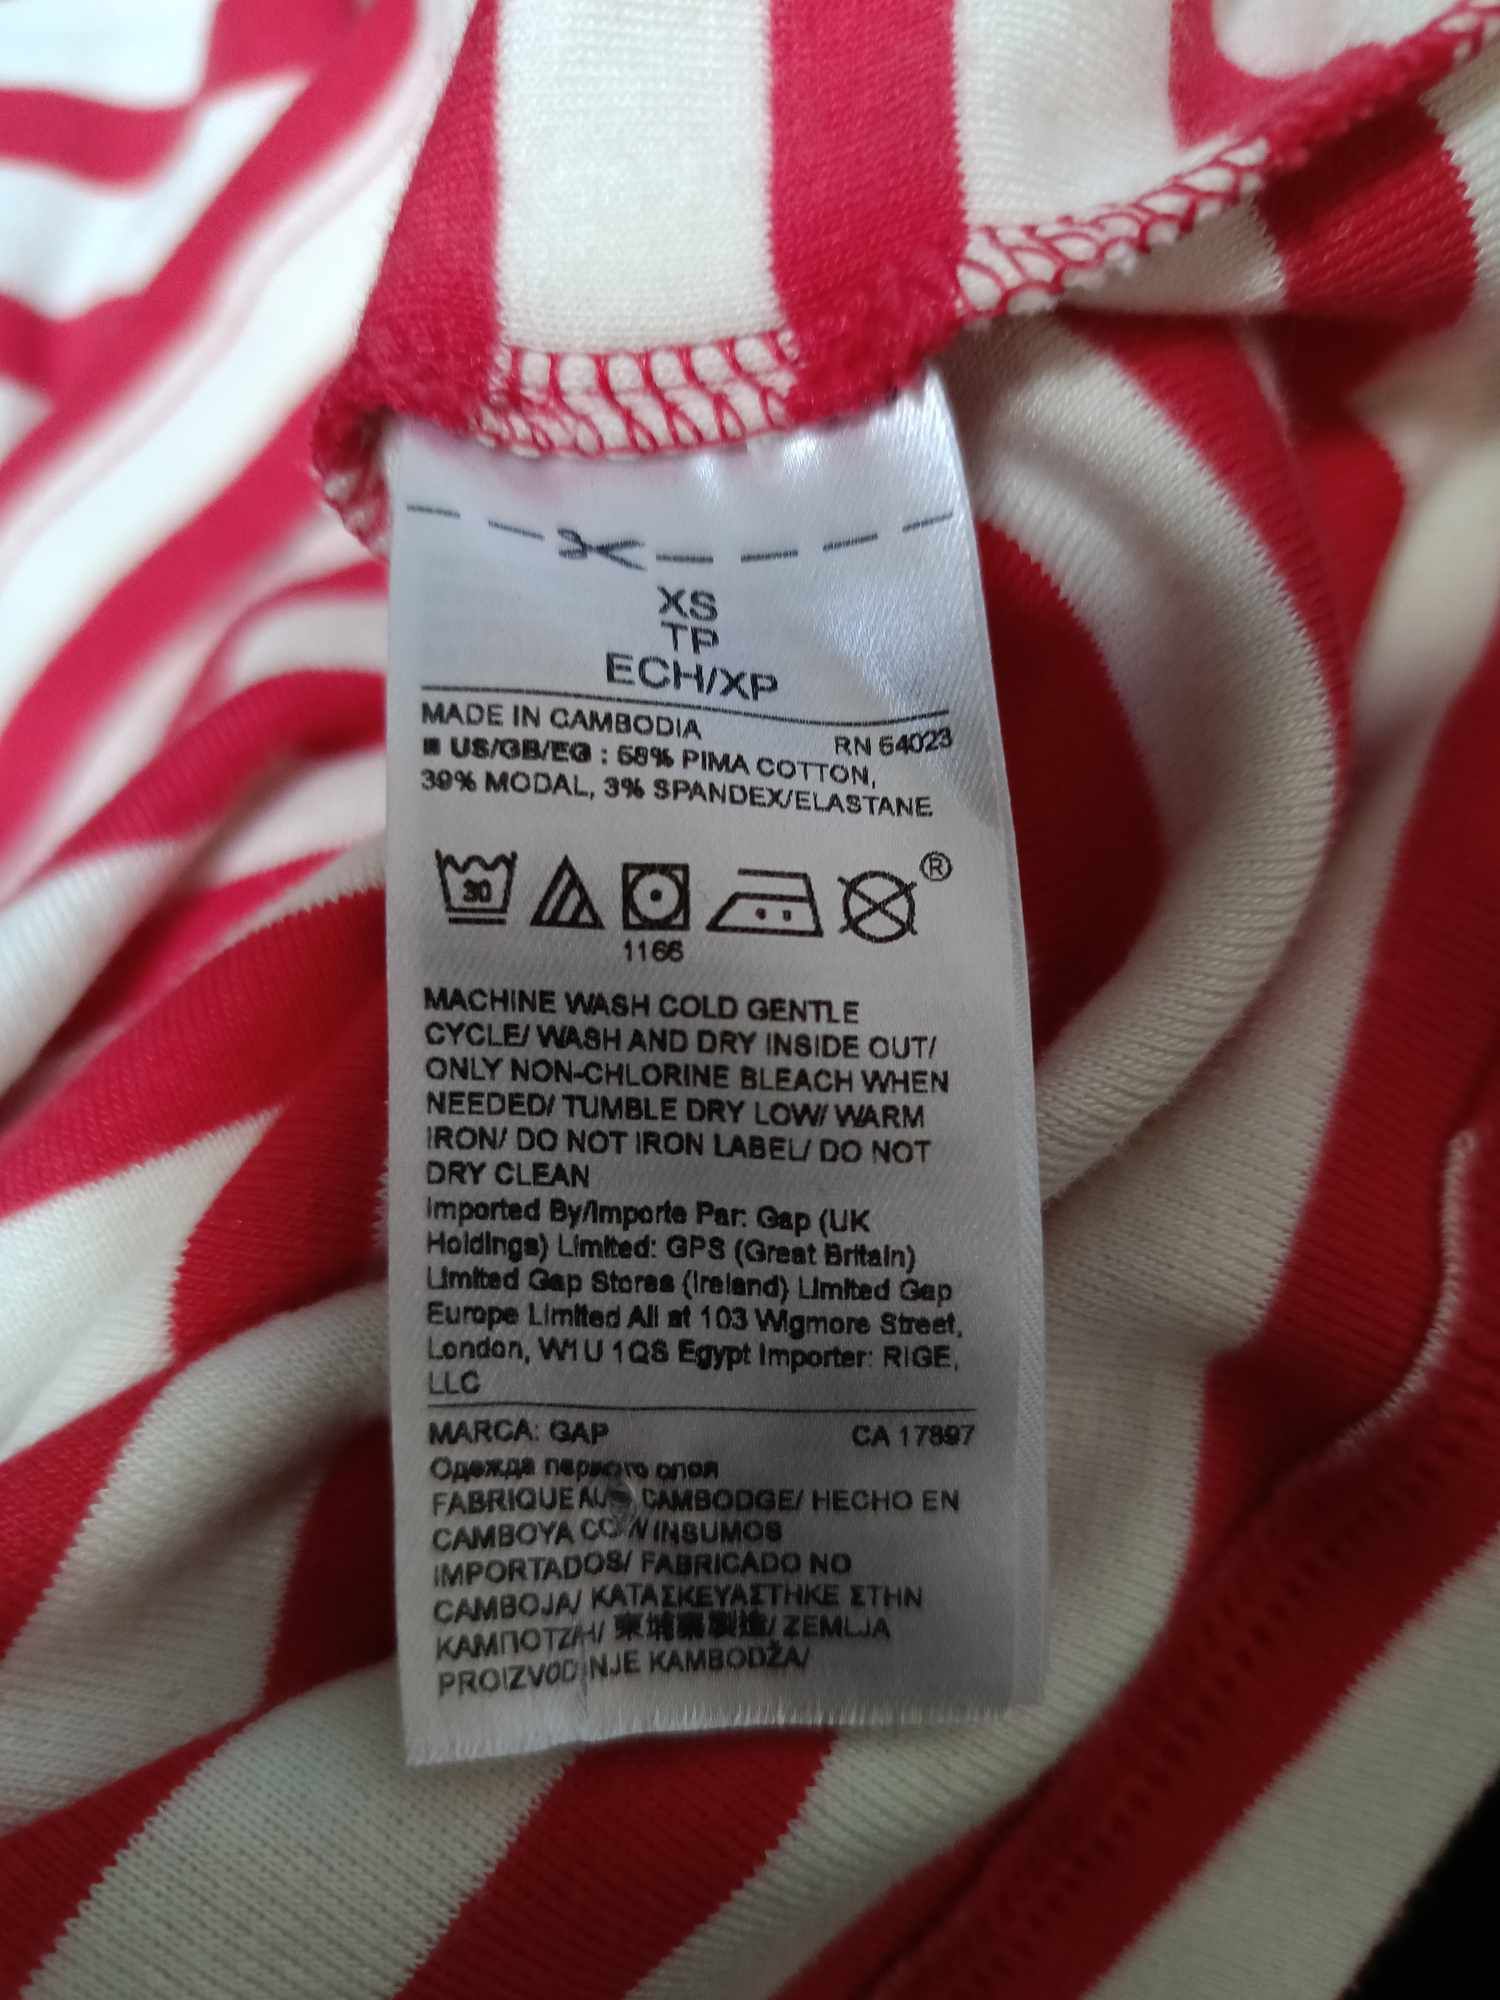 XS
TP
ECH/XP
MADE IN CAMBODIA
RN 54023
US/GB/EG : 58% PIMA COTTON,
39% MODAL, 3% SPANDEX/ELASTANE
30
®
1166
MACHINE WASH COLD GENTLE
CYCLE/ WASH AND DRY INSIDE OUT/
ONLY NON-CHLORINE BLEACH WHEN
NEEDED/ TUMBLE DRY LOW/ WARM
IRON/ DO NOT IRON LABEL/ DO NOT
DRY CLEAN
Imported By/Importe Par: Gap (UK
Holdings) Limited: GPS (Great Britain)
Limited Gap Stores (Ireland) Limited Gap
Europe Limited All at 103 Wigmore Street,
London, W1U 1QS Egypt Importer: RIGE,
LLC
MARCA: GAP
CA 17897
Одежда первого слоя
FABRIQUE AU CAMBODGE/ HECHO EN
CAMBOYA CON INSUMOS
IMPORTADOS/ FABRICADO NO
CAMBOJA/ ΚΑΤΑΣΚΕΥΑΣΤΗΚΕ ΣΤΗΝ
ΚΑΜΠΟΤΖΗ/ 柬埔寨製造/ ZEMLJA
PROIZVODNJE KAMBODŽA/